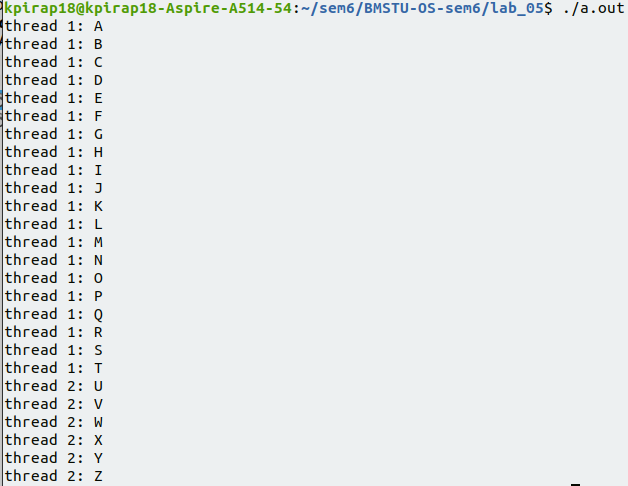 kpirap18@kpirap18-Aspire-A514-54:~/sem6/BMSTU-OS-sem6/lab_05$ ./a.out
thread 1: A
thread 1: B
thread 1: C
thread 1: D
thread 1: E
thread 1: F
thread 1: G
thread 1: H
thread 1: I
thread 1: J
thread 1: K
thread 1: L
thread 1: M
thread 1: N
thread 1: O
thread 1: P
thread 1: Q
thread 1: R
thread 1: S
thread 1: T
thread 2: U
thread 2: V
thread 2: W
thread 2: X
thread 2: Y
thread 2: Z